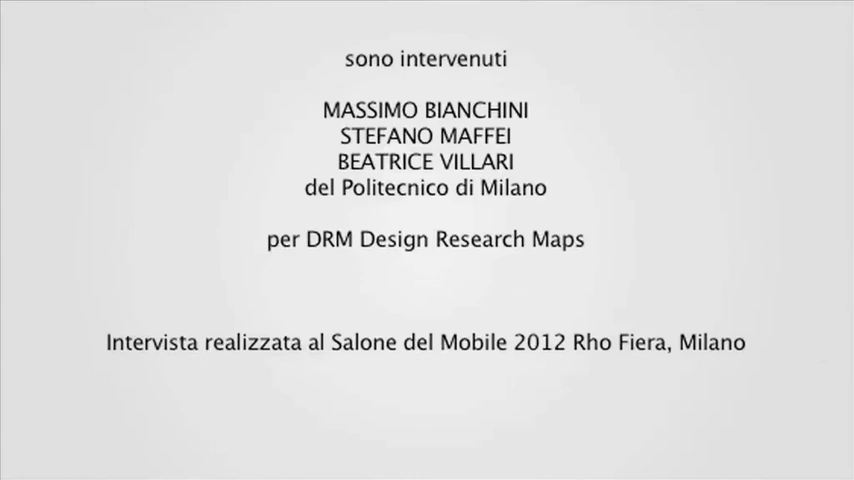 sono intervenuti
MASSIMO BIANCHINI
STEFANO MAFFEI
BEATRICE VILLARI
del Politecnico di Milano
per DRM Design Research Maps
Intervista realizzata al Salone del Mobile 2012 Rho Fiera, Milano